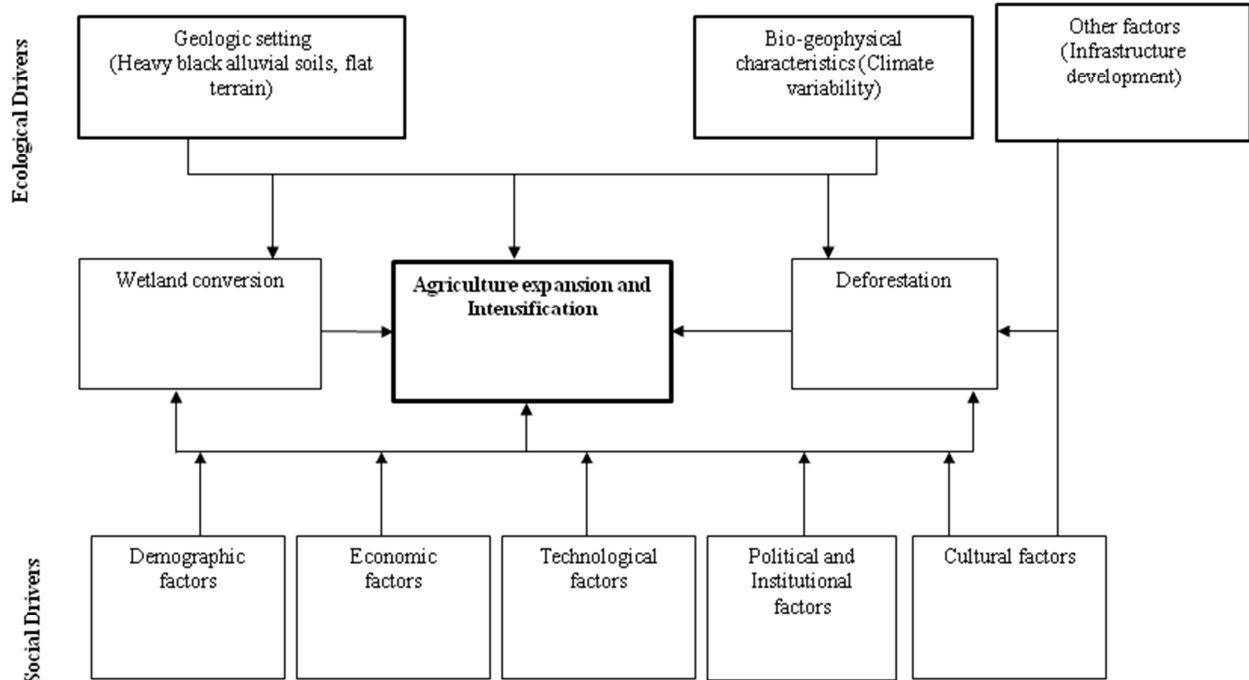 Ecological Drivers
Geologic setting
(Heavy black alluvial soils, flat
terrain)
Bio-geophysical
characteristics (Climate
variability)
Other factors
(Infrastructure
development)
Wetland conversion
Agriculture expansion and
Intensification
Deforestation
Social Drivers
Demographic
factors
Economic
factors
Technological
factors
Political and
Institutional
factors
Cultural factors